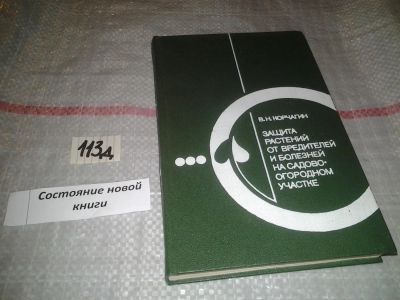 113д
Состояние новой
книги
В.Н.КОРЧАГИН
ЗАЩИТА
РАСТЕНИЙ
ОТ ВРЕДИТЕЛЕЙ
И БОЛЕЗНЕЙ
НА САДОВО-
ОГОРОДНОМ
УЧАСТКЕ